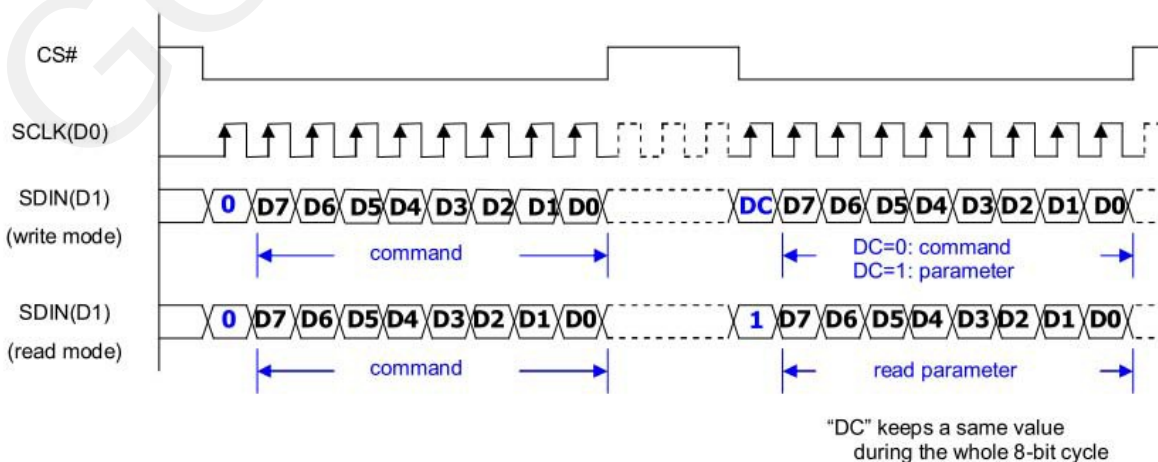 CS#
SCLK(D0)
SDIN(D1) 0 D7 D6 D5 D4 D3 D2 D1 D0 DC D7 D6 D5 D4 D3 D2 D1 D0
(write mode) command DC=0: command
DC=1: parameter
SDIN(D1) 0 D7 D6 D5 D4 D3 D2 D1 D0 1 D7 D6 D5 D4 D3 D2 D1 D0
(read mode) command read parameter
“DC” keeps a same value
during the whole 8-bit cycle